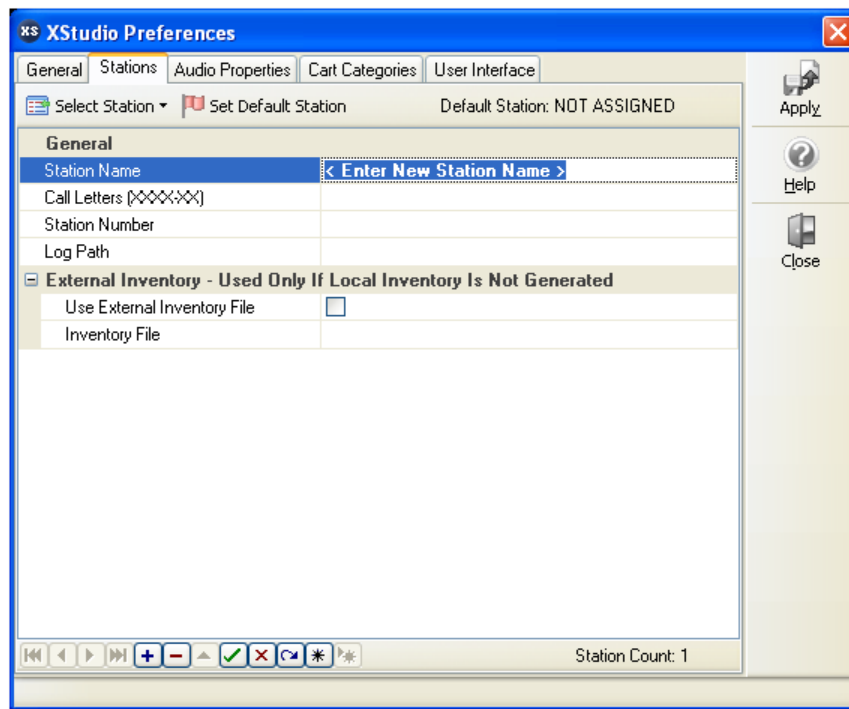 XS XStudio Preferences
General Stations Audio Properties Cart Categories User Interface
Select Station Set Default Station Default Station: NOT ASSIGNED
Apply
General
Station Name < Enter New Station Name >
Help
Call Letters (XXXX-XX)
Station Number
Log Path
Close
External Inventory - Used Only If Local Inventory Is Not Generated
Use External Inventory File
Inventory File
Station Count: 1